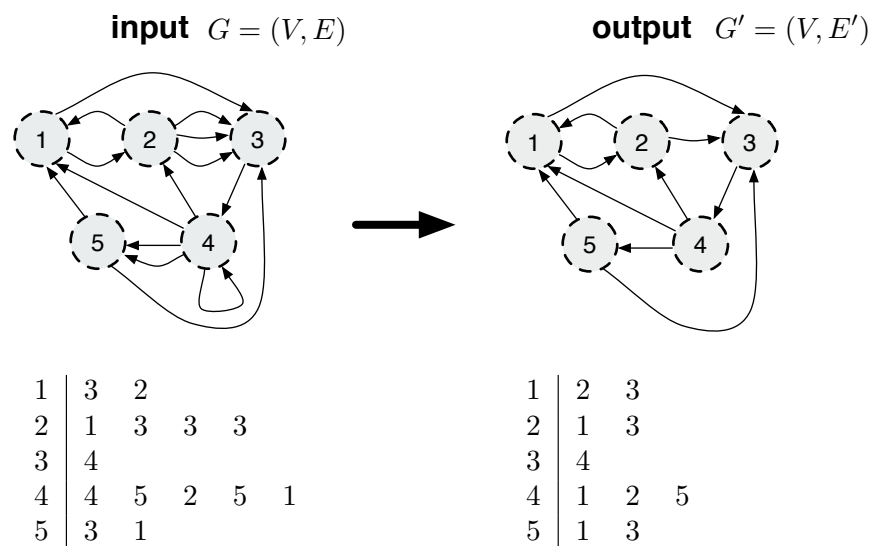 input G = (V, E)
output G′ = (V, E′)
1 2 3
5 4
1 2 3
5 4
1 | 3 2
2 | 1 3 3 3
3 | 4
4 | 4 5 2 5 1
5 | 3 1
1 | 2 3
2 | 1 3
3 | 4
4 | 1 2 5
5 | 1 3